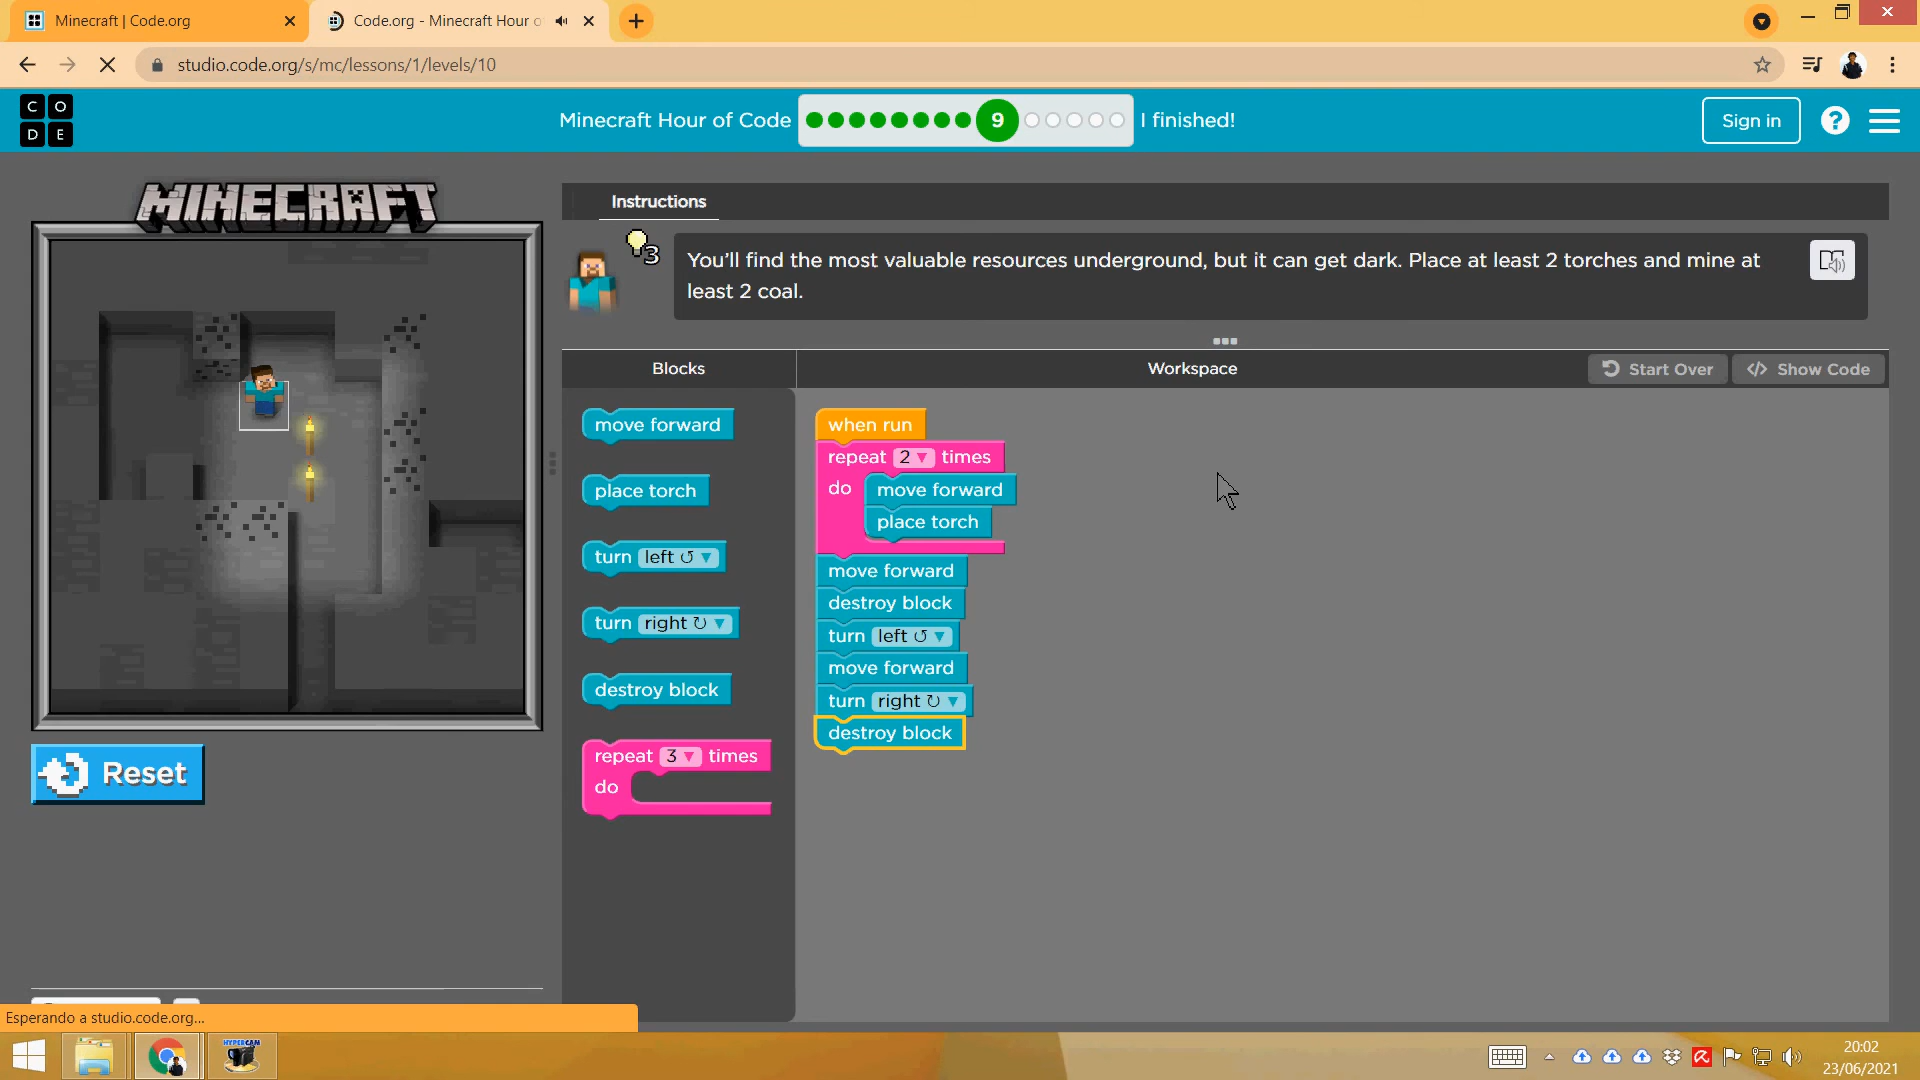 Minecraft | Code.org
Code.org - Minecraft Hour o
studio.code.org/s/mc/lessons/1/levels/10
CO
DE
Minecraft Hour of Code
9
I finished!
Sign in
?
MINECRAFT
Instructions
3
You'll find the most valuable resources underground, but it can get dark. Place at least 2 torches and mine at
least 2 coal.
Blocks
Workspace
Start Over
Show Code
move forward
place torch
turn left
turn right
destroy block
repeat 3 times
do
when run
repeat 2 times
do
move forward
place torch
move forward
destroy block
turn left
move forward
turn right
destroy block
Reset
Esperando a studio.code.org...
HYPERCAM
20:02
23/06/2021